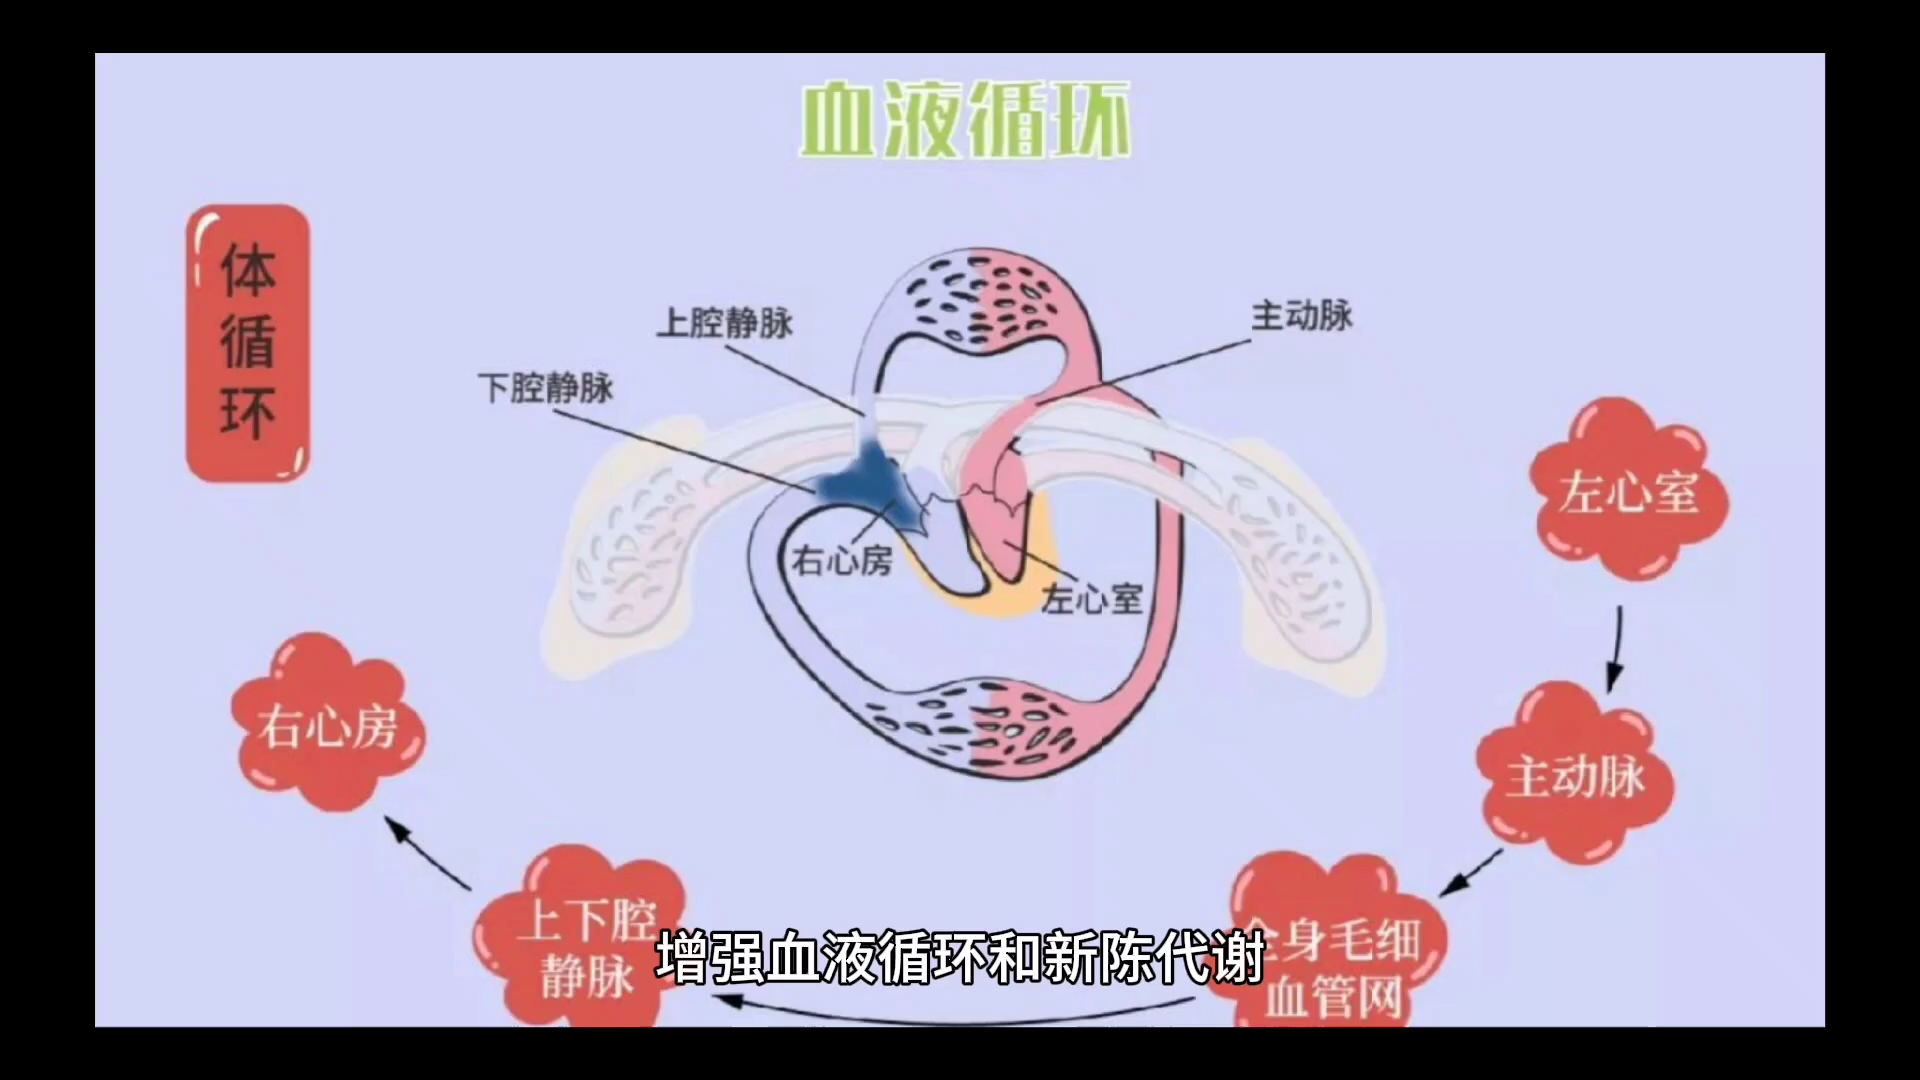 血液循环
体
循
环
上腔静脉
主动脉
下腔静脉
右心房
左心室
左心室
主动脉
右心房
上下腔
静脉
全身毛细
血管网
增强血液循环和新陈代谢